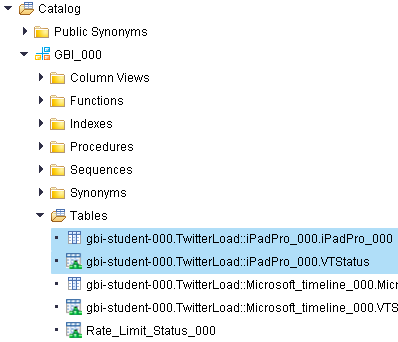 Catalog
Public Synonyms
GBI_000
Column Views
Functions
Indexes
Procedures
Sequences
Synonyms
Tables
gbi-student-000.TwitterLoad::iPadPro_000.iPadPro_000
gbi-student-000.TwitterLoad::iPadPro_000.VTStatus
gbi-student-000.TwitterLoad::Microsoft_timeline_000.Micr
gbi-student-000.TwitterLoad::Microsoft_timeline_000.VTS
Rate_Limit_Status_000